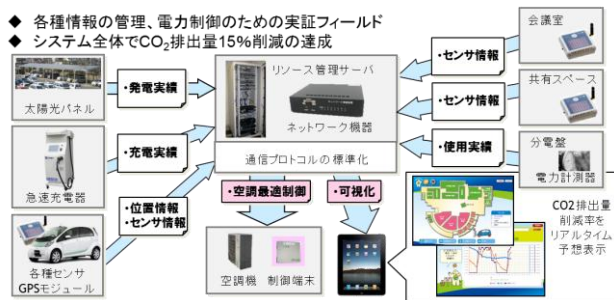 ◆ 各種情報の管理、電力制御のための実証フィールド
◆ システム全体でCO₂排出量15%削減の達成
太陽光パネル
・発電実績
急速充電器
・充電実績
各種センサ
GPSモジュール
・位置情報
・センサ情報
リソース管理サーバ
ネットワーク機器
通信プロトコルの標準化
・空調最適制御
・可視化
空調機 制御端末
会議室
・センサ情報
共有スペース
・センサ情報
分電盤
電力計測器
・使用実績
CO2排出量
削減率を
リアルタイム
予想表示